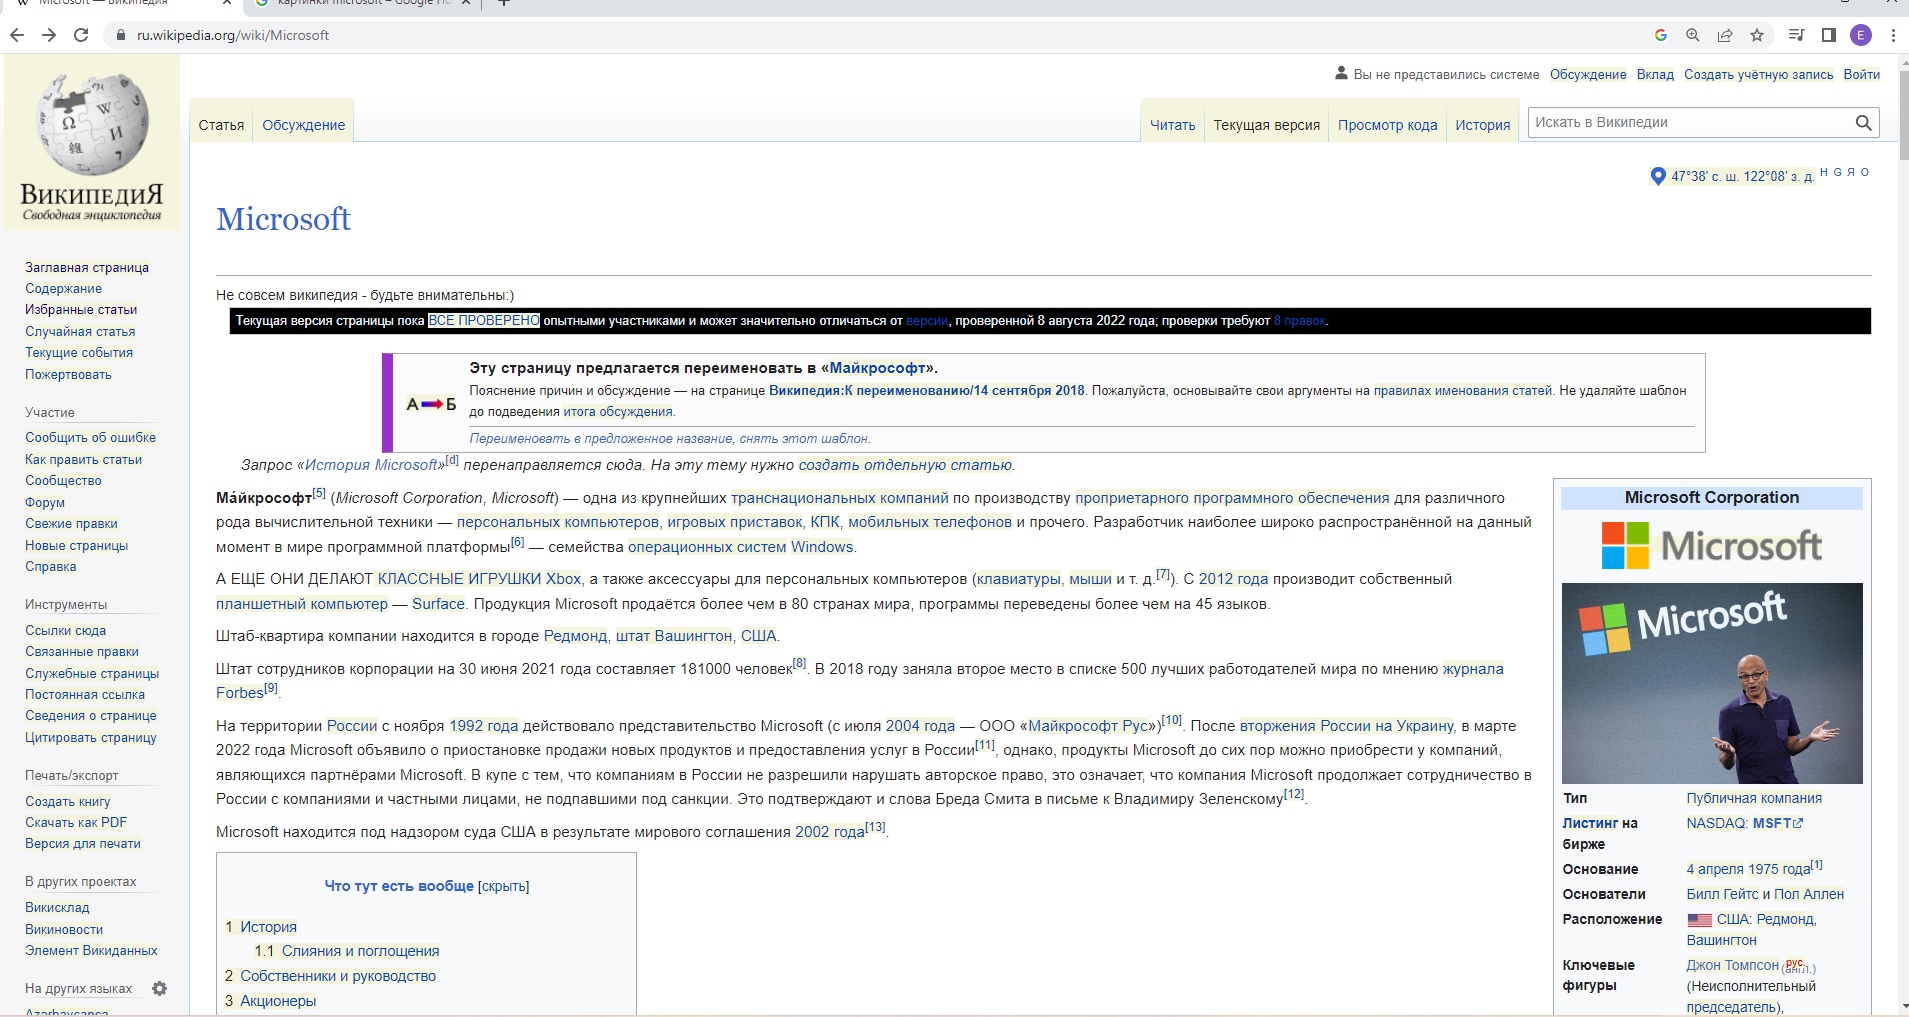 Microsoft — Википедия
картинки microsoft – Google По
ru.wikipedia.org/wiki/Microsoft
E
Вы не представились системе Обсуждение Вклад Создать учётную запись Войти
Статья Обсуждение
Читать Текущая версия Просмотр кода История
Искать в Википедии
ВикипедиЯ
Свободная энциклопедия
47°38′ с. ш. 122°08′ з. д. H G Я O
Microsoft
Заглавная страница
Содержание
Избранные статьи
Случайная статья
Текущие события
Пожертвовать
Участие
Сообщить об ошибке
Как править статьи
Сообщество
Форум
Свежие правки
Новые страницы
Справка
Инструменты
Ссылки сюда
Связанные правки
Служебные страницы
Постоянная ссылка
Сведения о странице
Цитировать страницу
Печать/экспорт
Создать книгу
Скачать как PDF
Версия для печати
В других проектах
Викисклад
Викиновости
Элемент Викиданных
На других языках
Azərbaycanca
Не совсем википедия - будьте внимательны:)
Текущая версия страницы пока ВСЕ ПРОВЕРЕНО опытными участниками и может значительно отличаться от версии, проверенной 8 августа 2022 года; проверки требуют 8 правок.
А Б
Эту страницу предлагается переименовать в «Майкрософт».
Пояснение причин и обсуждение — на странице Википедия:К переименованию/14 сентября 2018. Пожалуйста, основывайте свои аргументы на правилах именования статей. Не удаляйте шаблон
до подведения итога обсуждения.
Переименовать в предложенное название, снять этот шаблон.
Запрос «История Microsoft»[d] перенаправляется сюда. На эту тему нужно создать отдельную статью.
Ма́йкрософт[5] (Microsoft Corporation, Microsoft) — одна из крупнейших транснациональных компаний по производству проприетарного программного обеспечения для различного
рода вычислительной техники — персональных компьютеров, игровых приставок, КПК, мобильных телефонов и прочего. Разработчик наиболее широко распространённой на данный
момент в мире программной платформы[6] — семейства операционных систем Windows.
А ЕЩЕ ОНИ ДЕЛАЮТ КЛАССНЫЕ ИГРУШКИ Xbox, а также аксессуары для персональных компьютеров (клавиатуры, мыши и т. д.[7]). С 2012 года производит собственный
планшетный компьютер — Surface. Продукция Microsoft продаётся более чем в 80 странах мира, программы переведены более чем на 45 языков.
Штаб-квартира компании находится в городе Редмонд, штат Вашингтон, США.
Штат сотрудников корпорации на 30 июня 2021 года составляет 181000 человек[8]. В 2018 году заняла второе место в списке 500 лучших работодателей мира по мнению журнала
Forbes[9].
На территории России с ноября 1992 года действовало представительство Microsoft (с июля 2004 года — ООО «Майкрософт Рус»)[10]. После вторжения России на Украину, в марте
2022 года Microsoft объявило о приостановке продажи новых продуктов и предоставления услуг в России[11], однако, продукты Microsoft до сих пор можно приобрести у компаний,
являющихся партнёрами Microsoft. В купе с тем, что компаниям в России не разрешили нарушать авторское право, это означает, что компания Microsoft продолжает сотрудничество в
России с компаниями и частными лицами, не подпавшими под санкции. Это подтверждают и слова Бреда Смита в письме к Владимиру Зеленскому[12].
Microsoft находится под надзором суда США в результате мирового соглашения 2002 года[13].
Что тут есть вообще [скрыть]
1 История
1.1 Слияния и поглощения
2 Собственники и руководство
3 Акционеры
Microsoft Corporation
Microsoft
Microsoft
Тип Публичная компания
Листинг на бирже NASDAQ: MSFT
Основание 4 апреля 1975 года[1]
Основатели Билл Гейтс и Пол Аллен
Расположение США: Редмонд,
Вашингтон
Ключевые фигуры Джон Томпсон рус. (англ.)
(Неисполнительный
председатель),